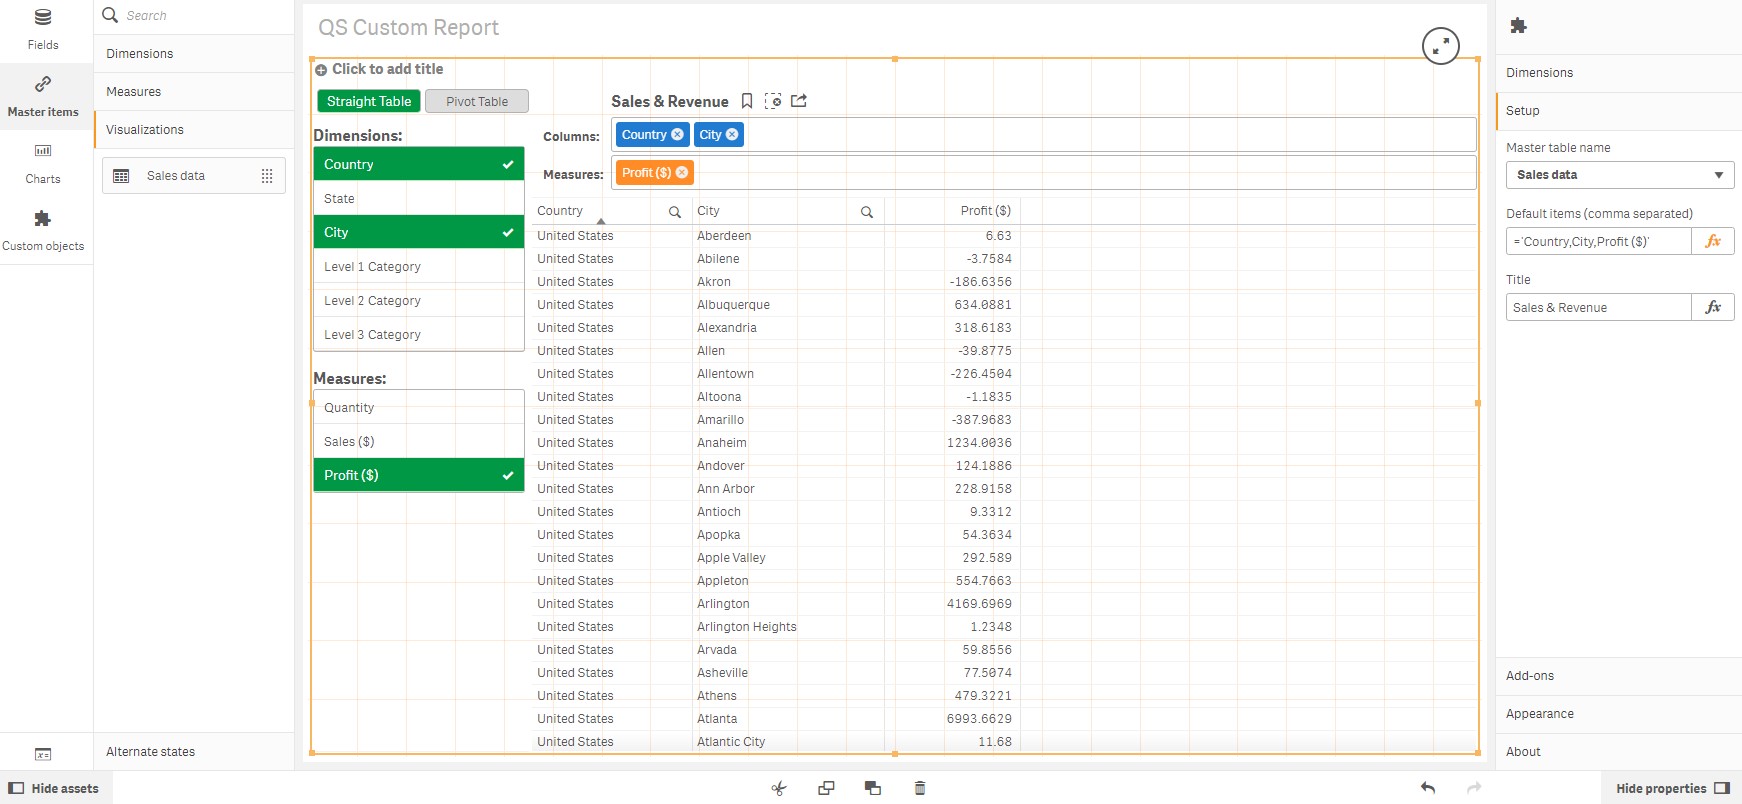 Fields
Master items
Charts
Custom objects
Search
Dimensions
Measures
Visualizations
Sales data
Alternate states
QS Custom Report
Click to add title
Straight Table
Pivot Table
Dimensions:
Country
State
City
Level 1 Category
Level 2 Category
Level 3 Category
Measures:
Quantity
Sales ($)
Profit ($)
Sales & Revenue
Columns: Country City
Measures: Profit ($)
Country City Profit ($)
United States Aberdeen 6.63
United States Abilene -3.7584
United States Akron -186.6356
United States Albuquerque 634.0881
United States Alexandria 318.6183
United States Allen -39.8775
United States Allentown -226.4504
United States Altoona -1.1835
United States Amarillo -387.9683
United States Anaheim 1234.0036
United States Andover 124.1886
United States Ann Arbor 228.9158
United States Antioch 9.3312
United States Apopka 54.3634
United States Apple Valley 292.589
United States Appleton 554.7663
United States Arlington 4169.6969
United States Arlington Heights 1.2348
United States Arvada 59.8556
United States Asheville 77.5074
United States Athens 479.3221
United States Atlanta 6993.6629
United States Atlantic City 11.68
Dimensions
Setup
Master table name
Sales data
Default items (comma separated)
='Country,City,Profit ($)' fx
Title
Sales & Revenue fx
Add-ons
Appearance
About
Hide assets
Hide properties